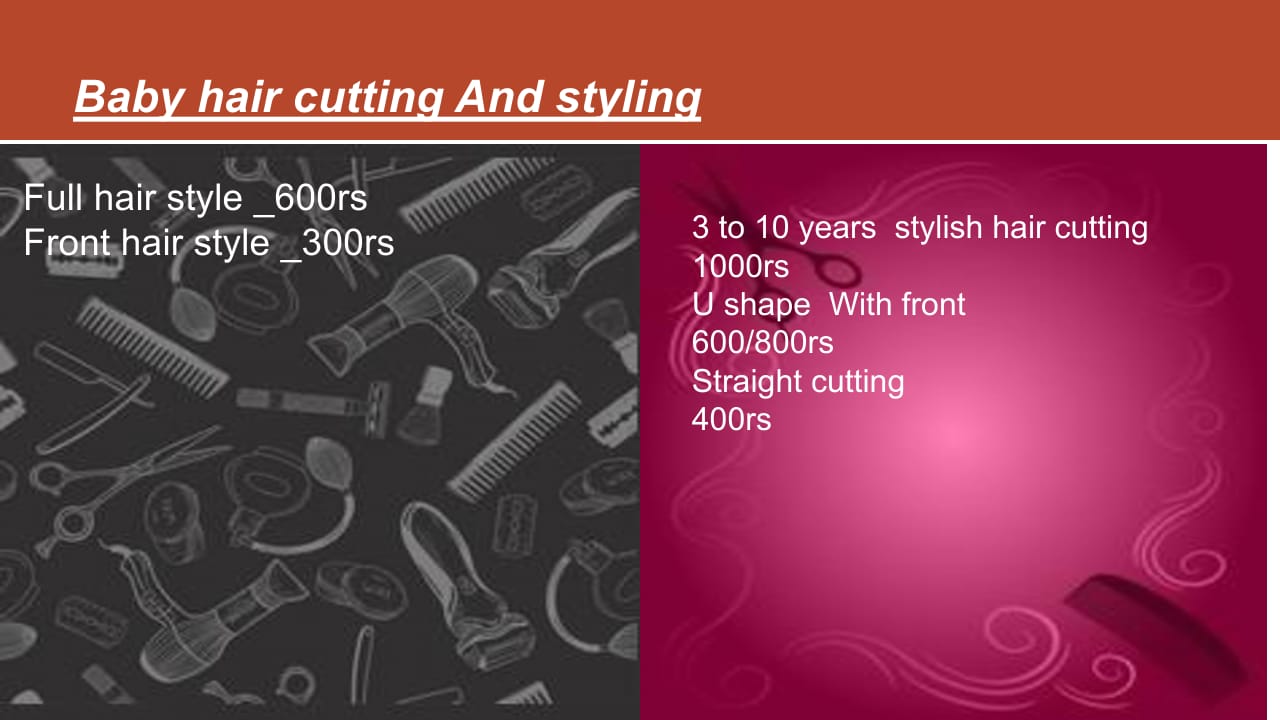 Baby hair cutting And styling
Full hair style _600rs
Front hair style _300rs
3 to 10 years  stylish hair cutting
1000rs
U shape  With front
600/800rs
Straight cutting
400rs